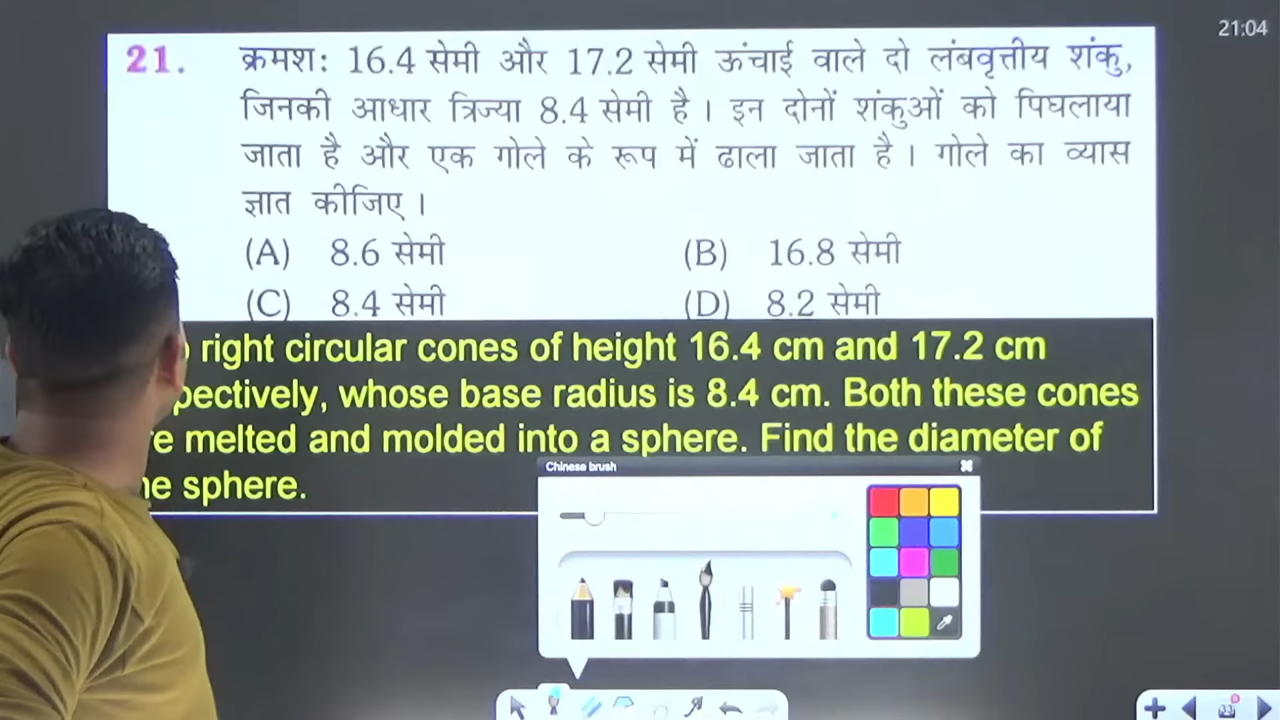 21:04
21. क्रमश: 16.4 सेमी और 17.2 सेमी ऊंचाई वाले दो लंबवृत्तीय शंकु,
जिनकी आधार त्रिज्या 8.4 सेमी है। इन दोनों शंकुओं को पिघलाया
जाता है और एक गोले के रूप में ढाला जाता है। गोले का व्यास
ज्ञात कीजिए।
(A) 8.6 सेमी (B) 16.8 सेमी
(C) 8.4 सेमी (D) 8.2 सेमी
right circular cones of height 16.4 cm and 17.2 cm
pectively, whose base radius is 8.4 cm. Both these cones
e melted and molded into a sphere. Find the diameter of
e sphere.
Chinese brush